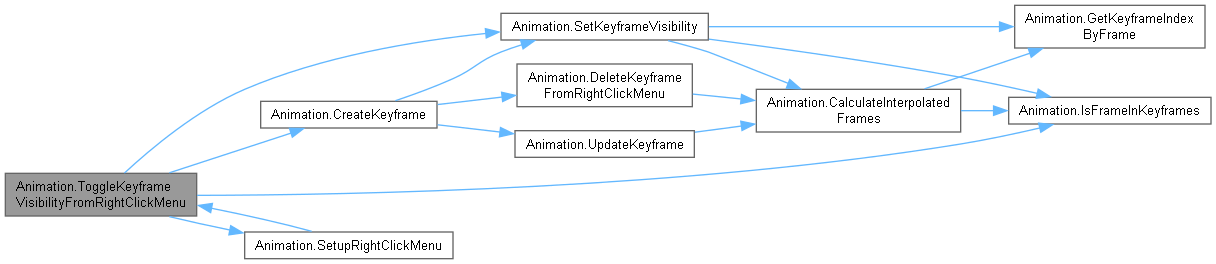 Animation.SetKeyframeVisibility
Animation.GetKeyframeIndex
ByFrame
Animation.DeleteKeyframe
FromRightClickMenu
Animation.CreateKeyframe
Animation.CalculateInterpolated
Frames
Animation.IsFrameInKeyframes
Animation.UpdateKeyframe
Animation.ToggleKeyframe
VisibilityFromRightClickMenu
Animation.SetupRightClickMenu